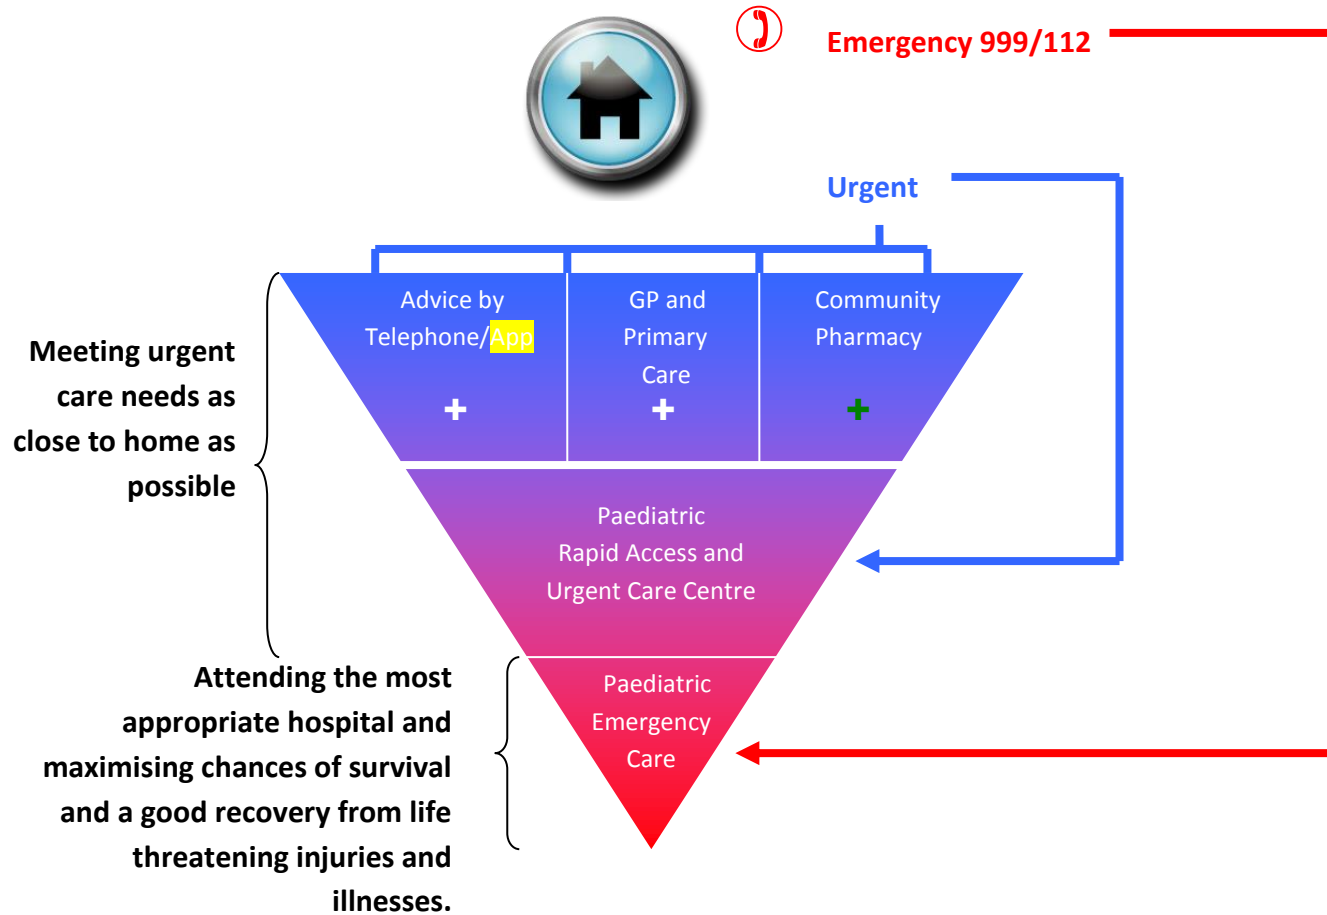 Emergency 999/112
Urgent
Advice by
Telephone/App
GP and
Primary
Care
Community
Pharmacy
Meeting urgent
care needs as
close to home as
possible
Paediatric
Rapid Access and
Urgent Care Centre
Attending the most
appropriate hospital and
maximising chances of survival
and a good recovery from life
threatening injuries and
illnesses.
Paediatric
Emergency
Care